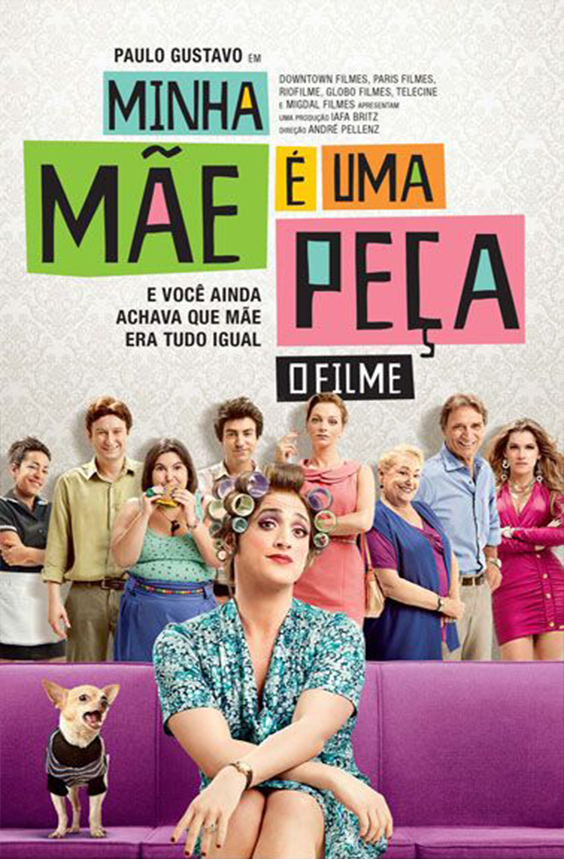 PAULO GUSTAVO EM
MINHA
MÃE
É UMA
PEÇA
O FILME
DOWNTOWN FILMES, PARIS FILMES,
RIOFILME, GLOBO FILMES, TELECINE
E MIGDAL FILMES APRESENTAM
UMA PRODUÇÃO IAFA BRITZ
DIREÇÃO ANDRÉ PELLENZ
E VOCÊ AINDA
ACHAVA QUE MÃE
ERA TUDO IGUAL